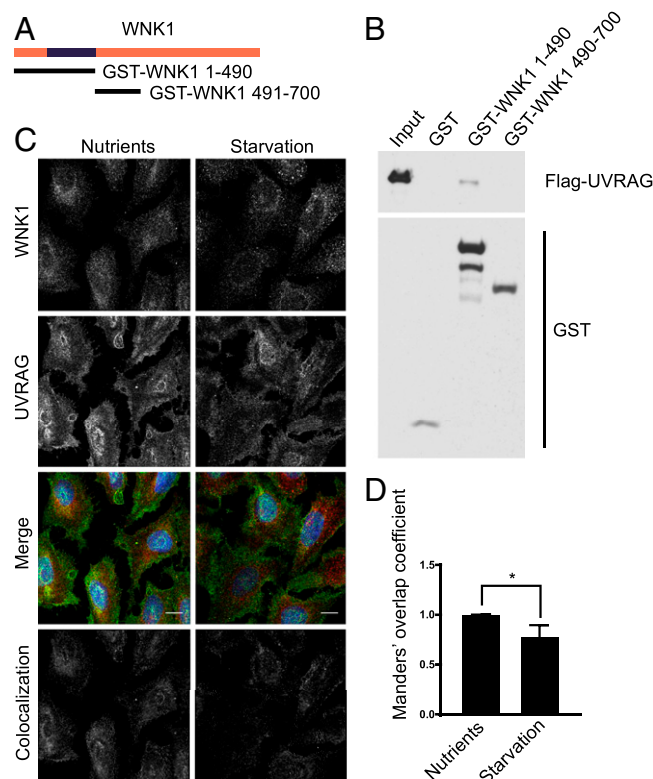 A
WNK1
GST-WNK1 1-490
GST-WNK1 491-700
B
Input
GST
GST-WNK1 1-490
GST-WNK1 490-700
Flag-UVRAG
GST
C
Nutrients
Starvation
WNK1
UVRAG
Merge
Colocalization
D
Manders' overlap coefficient
1.5
1.0
0.5
0.0
*
Nutrients
Starvation